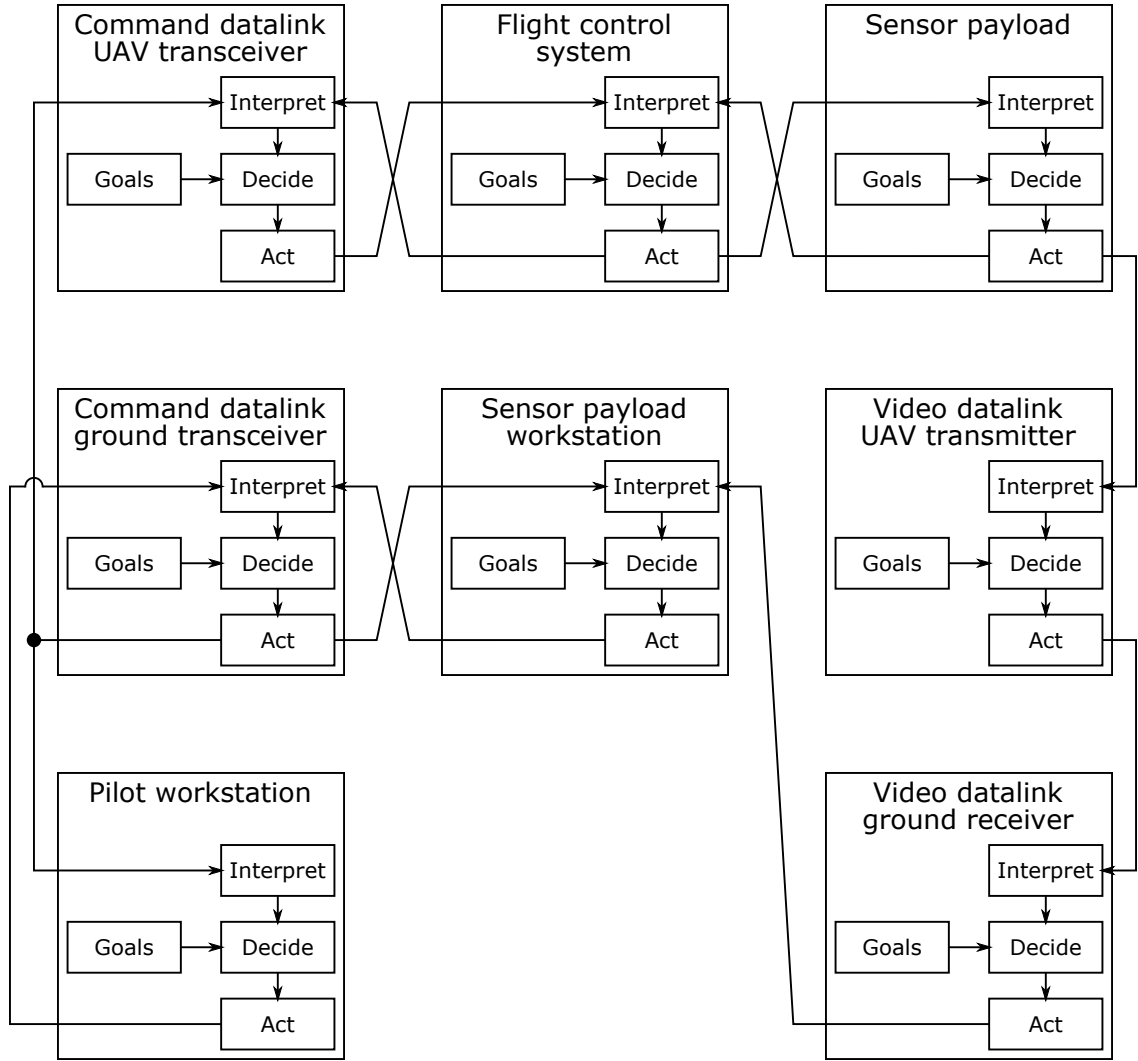 Command datalink
UAV transceiver
Interpret
Goals
Decide
Act
Flight control
system
Interpret
Goals
Decide
Act
Sensor payload
Interpret
Goals
Decide
Act
Command datalink
ground transceiver
Interpret
Goals
Decide
Act
Sensor payload
workstation
Interpret
Goals
Decide
Act
Video datalink
UAV transmitter
Interpret
Goals
Decide
Act
Pilot workstation
Interpret
Goals
Decide
Act
Video datalink
ground receiver
Interpret
Goals
Decide
Act